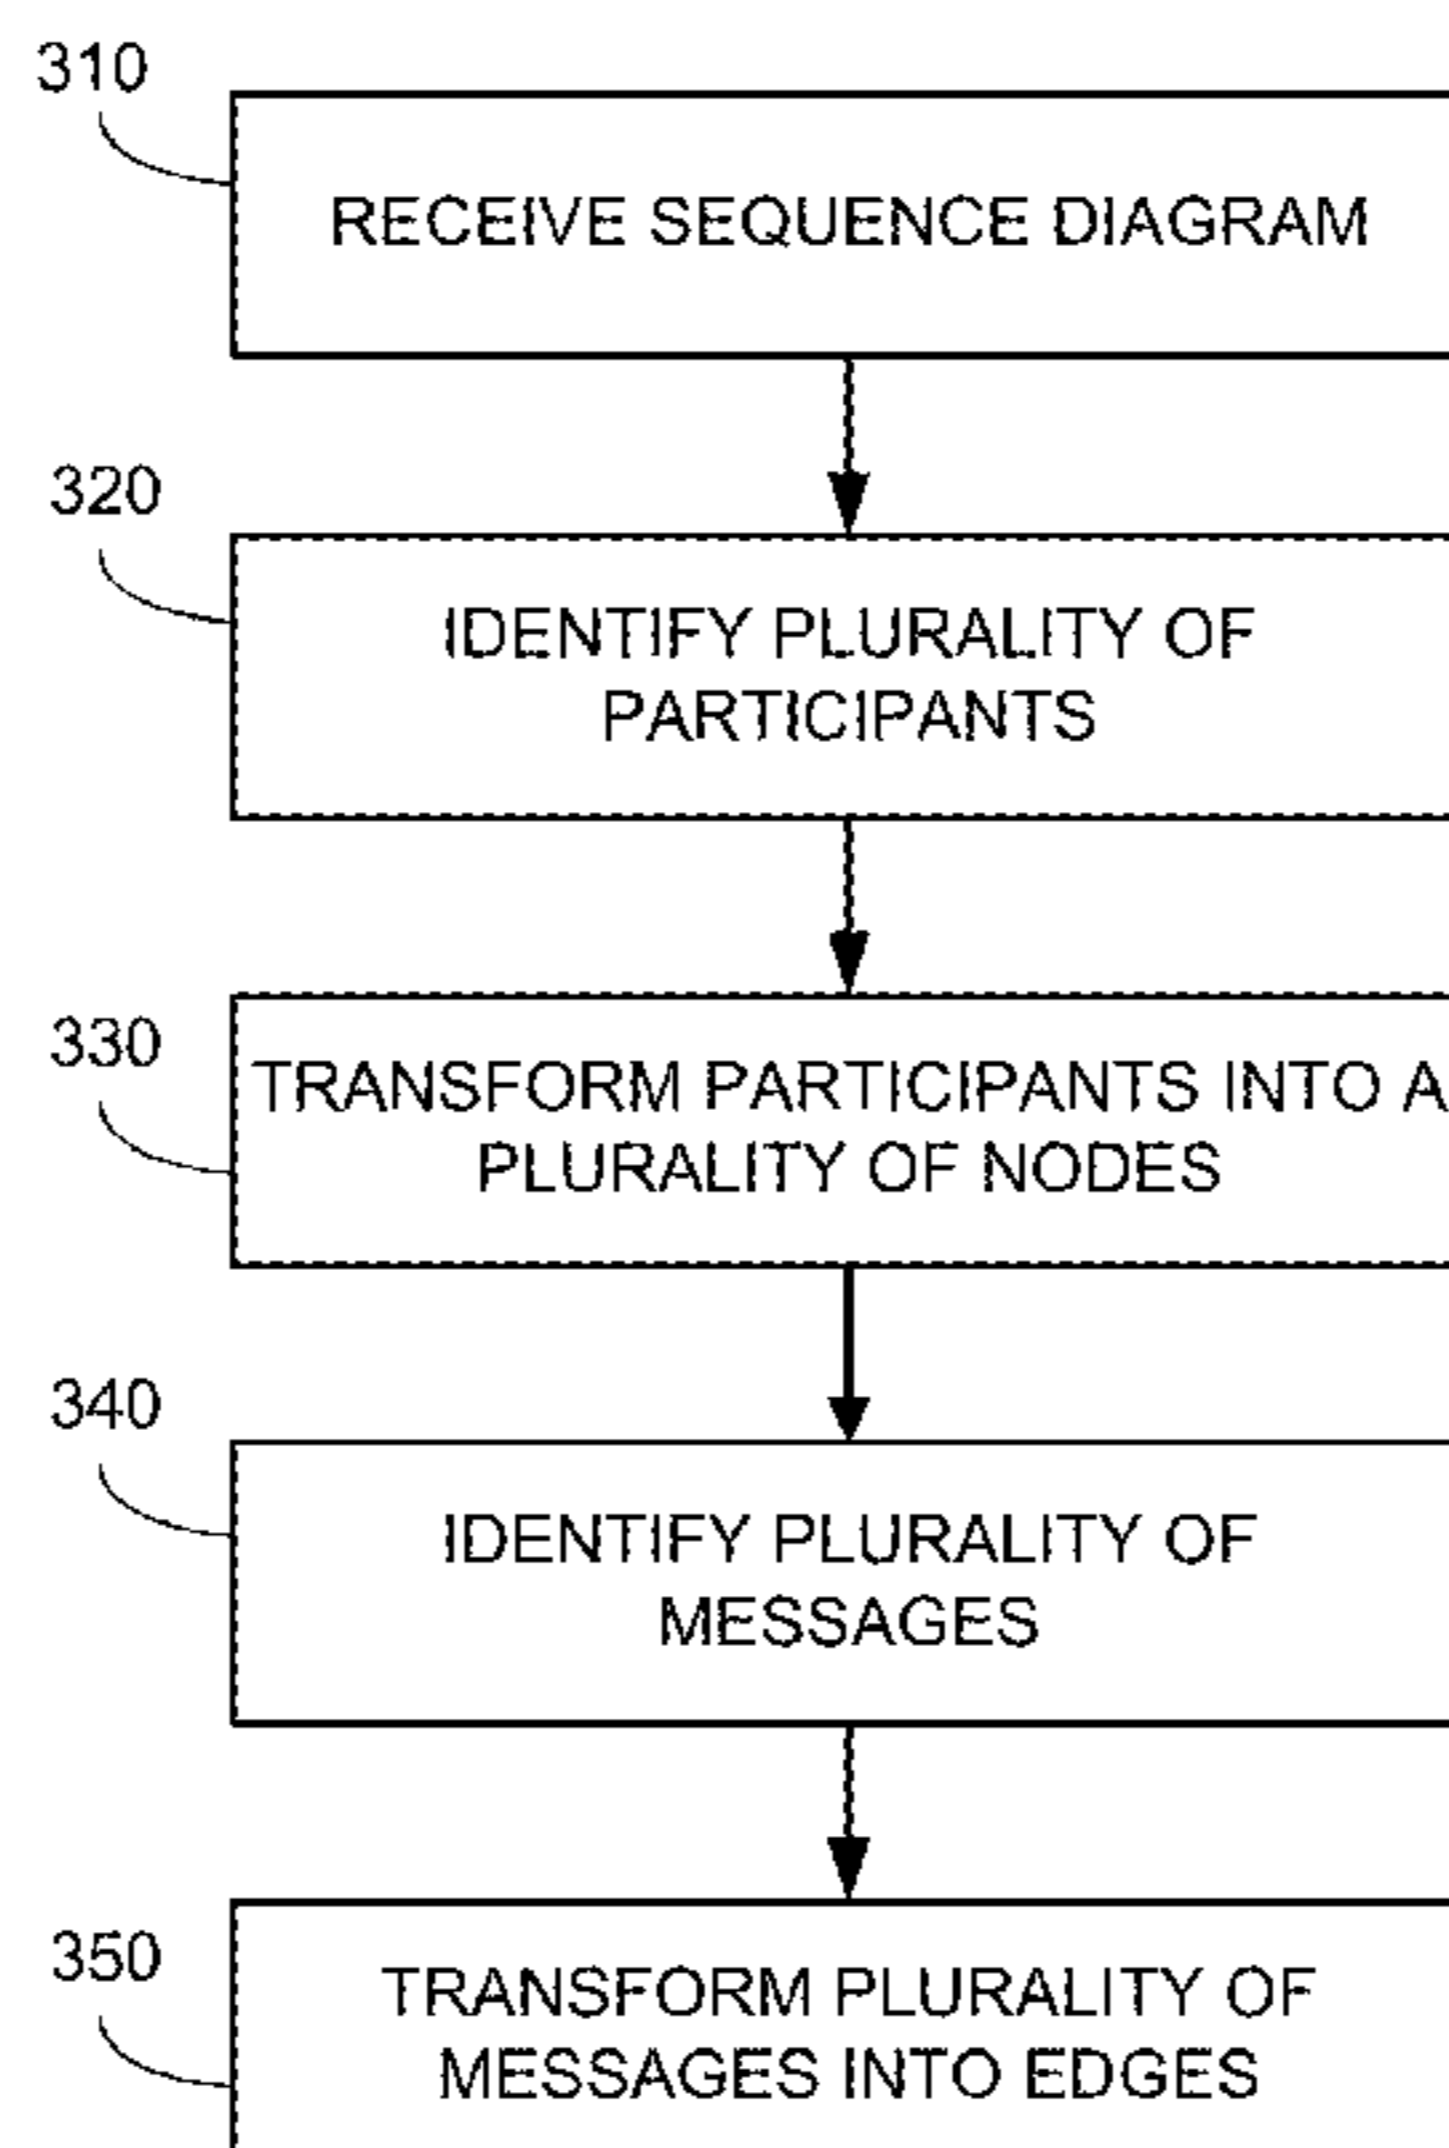 310
RECEIVE SEQUENCE DIAGRAM
320
IDENTIFY PLURALITY OF
PARTICIPANTS
330
TRANSFORM PARTICIPANTS INTO A
PLURALITY OF NODES
340
IDENTIFY PLURALITY OF
MESSAGES
350
TRANSFORM PLURALITY OF
MESSAGES INTO EDGES